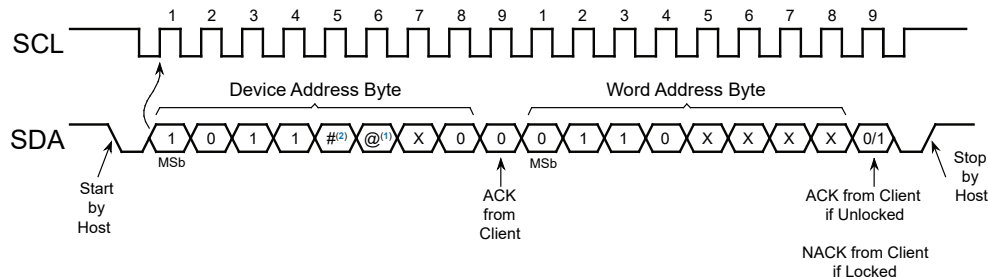 1 2 3 4 5 6 7 8 9 1 2 3 4 5 6 7 8 9
SCL
Device Address Byte Word Address Byte
SDA 1 0 1 1 #(2) @(1) X 0 0 0 1 1 0 X X X X 0/1
MSb MSb
Start
by
Host
ACK
from
Client
ACK from Client
if Unlocked
NACK from Client
if Locked
Stop
by
Host